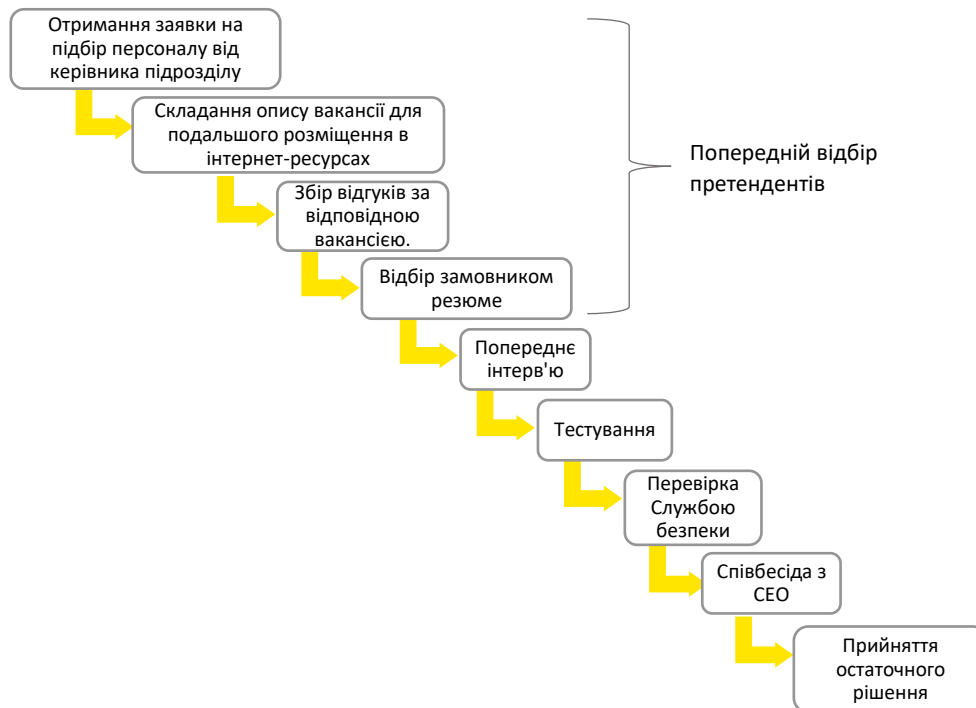 Отримання заявки на
підбір персоналу від
керівника підрозділу
Складання опису вакансії для
подальшого розміщення в
інтернет-ресурсах
Збір відгуків за
відповідною
вакансією.
Відбір замовником
резюме
Попередній відбір
претендентів
Попереднє
інтерв'ю
Тестування
Перевірка
Службою
безпеки
Співбесіда з
CEO
Прийняття
остаточного
рішення